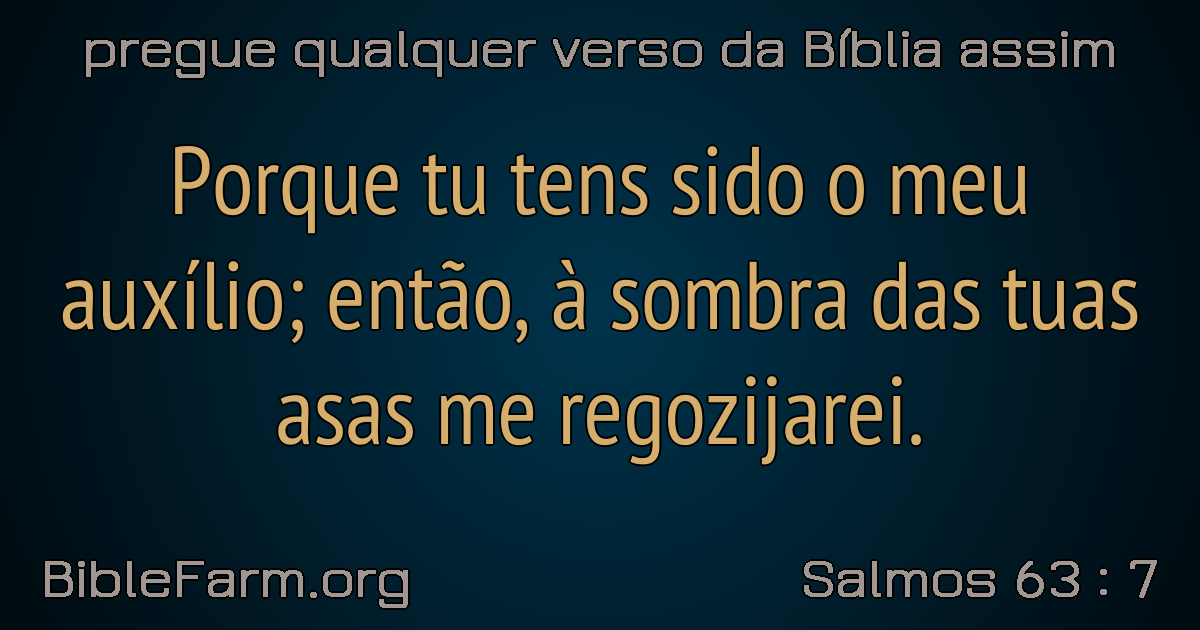 pregue qualquer verso da Bíblia assim
Porque tu tens sido o meu
auxílio; então, à sombra das tuas
asas me regozijarei.
BibleFarm.org
Salmos 63 : 7